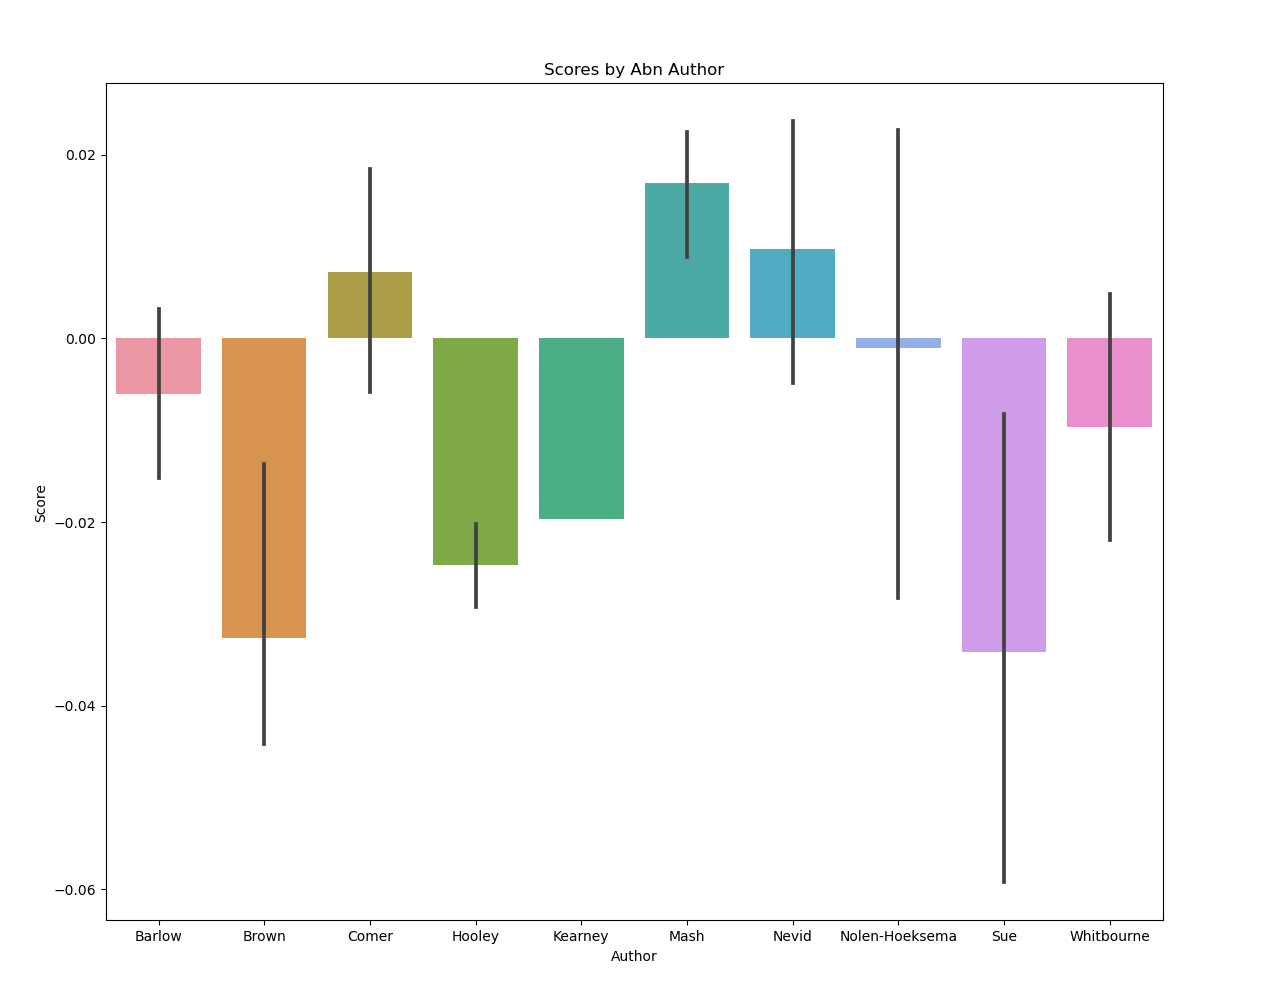 Scores by Abn Author
0.02
0.00
−0.02
−0.04
−0.06
Score
Barlow Brown Comer Hooley Kearney Mash Nevid Nolen-Hoeksema Sue Whitbourne
Author